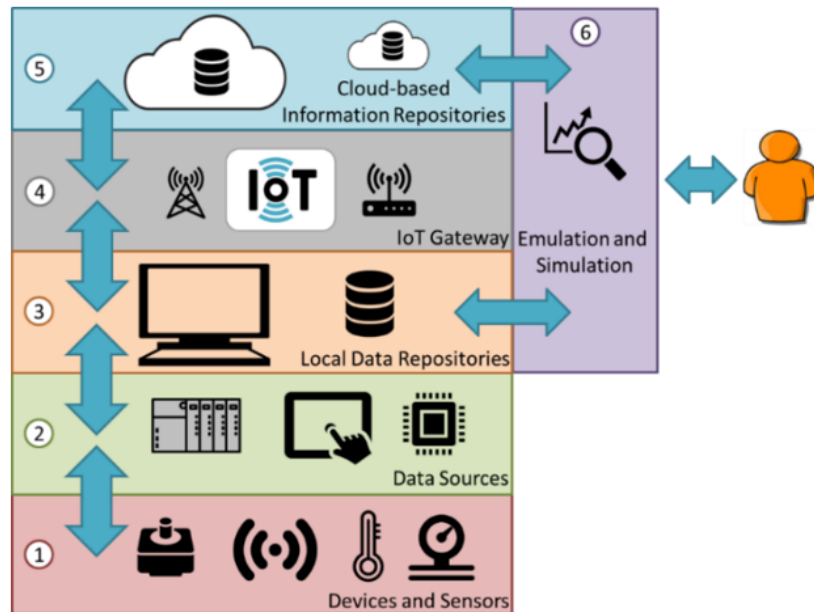 5
Cloud-based
Information Repositories
6
4
IoT
IoT Gateway
Emulation and
Simulation
3
Local Data Repositories
2
Data Sources
1
Devices and Sensors